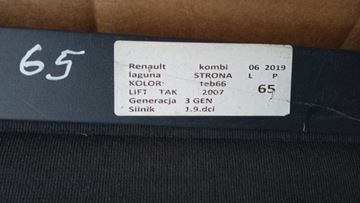 65
Renault kombi 06 2019
laguna STRONA L P
KOLOR: teb66 65
LIFT TAK 2007
Generacja 3 GEN
Silnik 1.9.dci